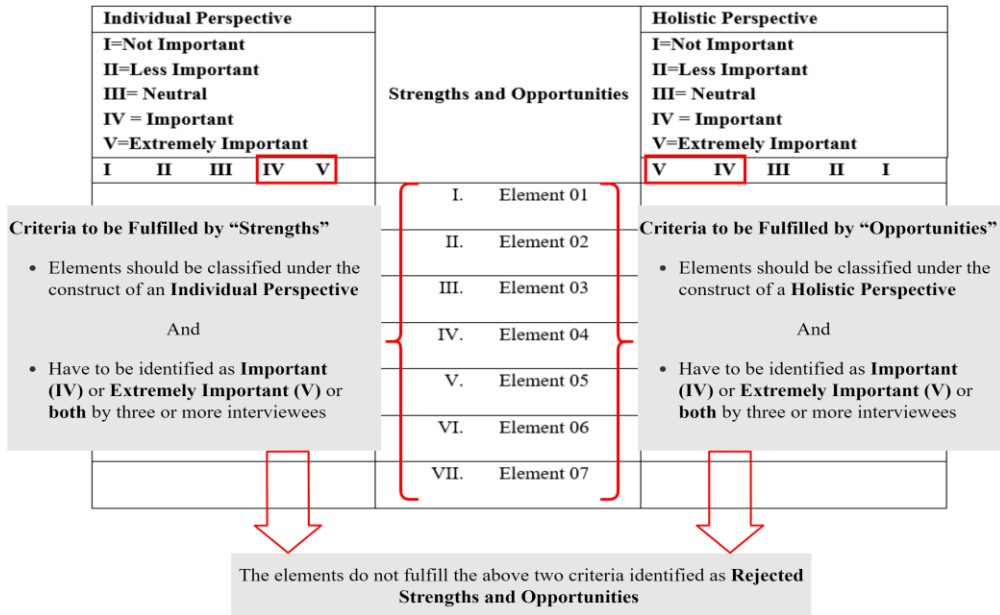 Individual Perspective
I=Not Important
II=Less Important
III= Neutral
IV = Important
V=Extremely Important
I II III IV V
Strengths and Opportunities
Holistic Perspective
I=Not Important
II=Less Important
III= Neutral
IV = Important
V=Extremely Important
V IV III II I
Criteria to be Fulfilled by “Strengths”
• Elements should be classified under the
construct of an Individual Perspective
And
• Have to be identified as Important
(IV) or Extremely Important (V) or
both by three or more interviewees
I. Element 01
II. Element 02
III. Element 03
IV. Element 04
V. Element 05
VI. Element 06
VII. Element 07
Criteria to be Fulfilled by “Opportunities”
• Elements should be classified under the
construct of a Holistic Perspective
And
• Have to be identified as Important
(IV) or Extremely Important (V) or
both by three or more interviewees
The elements do not fulfill the above two criteria identified as Rejected
Strengths and Opportunities